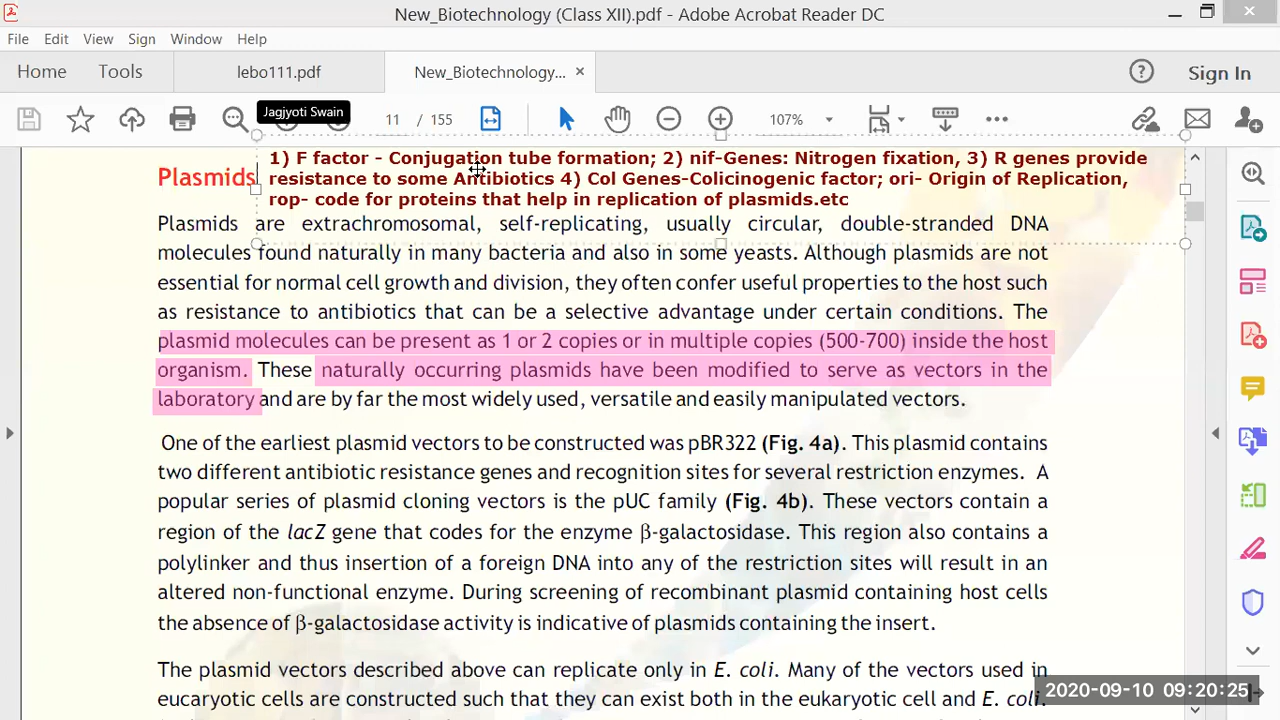 New_Biotechnology (Class XII).pdf - Adobe Acrobat Reader DC
File Edit View Sign Window Help
Home Tools lebo111.pdf New_Biotechnology... × Sign In
Jagjyoti Swain
11 / 155 107%
1) F factor - Conjugation tube formation; 2) nif-Genes: Nitrogen fixation, 3) R genes provide
resistance to some Antibiotics 4) Col Genes-Colicinogenic factor; ori- Origin of Replication,
rop- code for proteins that help in replication of plasmids.etc
Plasmids
Plasmids are extrachromosomal, self-replicating, usually circular, double-stranded DNA
molecules found naturally in many bacteria and also in some yeasts. Although plasmids are not
essential for normal cell growth and division, they often confer useful properties to the host such
as resistance to antibiotics that can be a selective advantage under certain conditions. The
plasmid molecules can be present as 1 or 2 copies or in multiple copies (500-700) inside the host
organism. These naturally occurring plasmids have been modified to serve as vectors in the
laboratory and are by far the most widely used, versatile and easily manipulated vectors.
One of the earliest plasmid vectors to be constructed was pBR322 (Fig. 4a). This plasmid contains
two different antibiotic resistance genes and recognition sites for several restriction enzymes. A
popular series of plasmid cloning vectors is the pUC family (Fig. 4b). These vectors contain a
region of the lacZ gene that codes for the enzyme β-galactosidase. This region also contains a
polylinker and thus insertion of a foreign DNA into any of the restriction sites will result in an
altered non-functional enzyme. During screening of recombinant plasmid containing host cells
the absence of β-galactosidase activity is indicative of plasmids containing the insert.
The plasmid vectors described above can replicate only in E. coli. Many of the vectors used in
eucaryotic cells are constructed such that they can exist both in the eukaryotic cell and E. coli.
2020-09-10 09:20:25